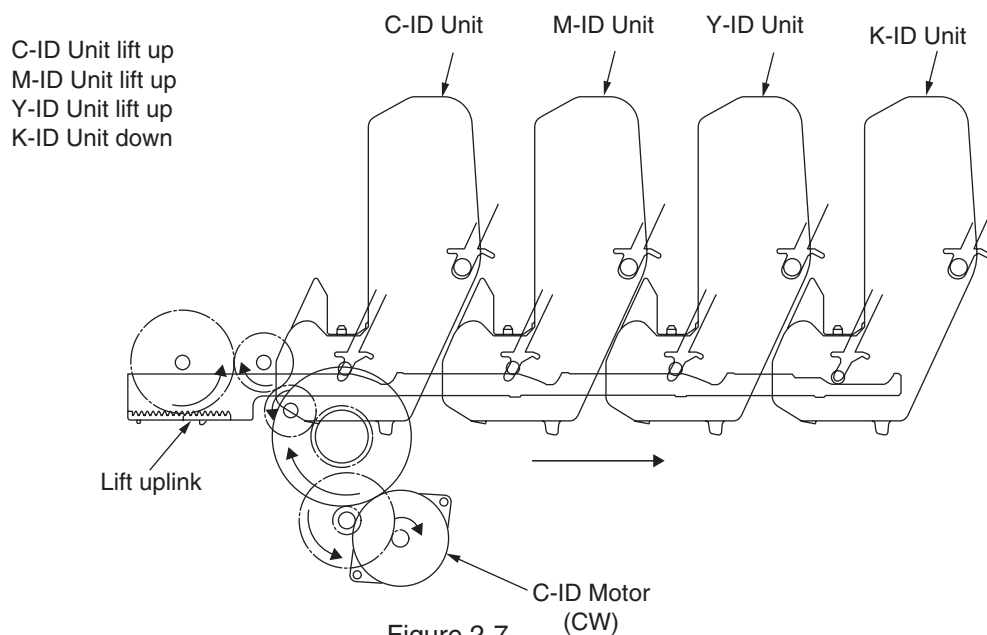 C-ID Unit lift up
M-ID Unit lift up
Y-ID Unit lift up
K-ID Unit down
C-ID Unit
M-ID Unit
Y-ID Unit
K-ID Unit
Lift uplink
C-ID Motor
(CW)
Figure 2-7